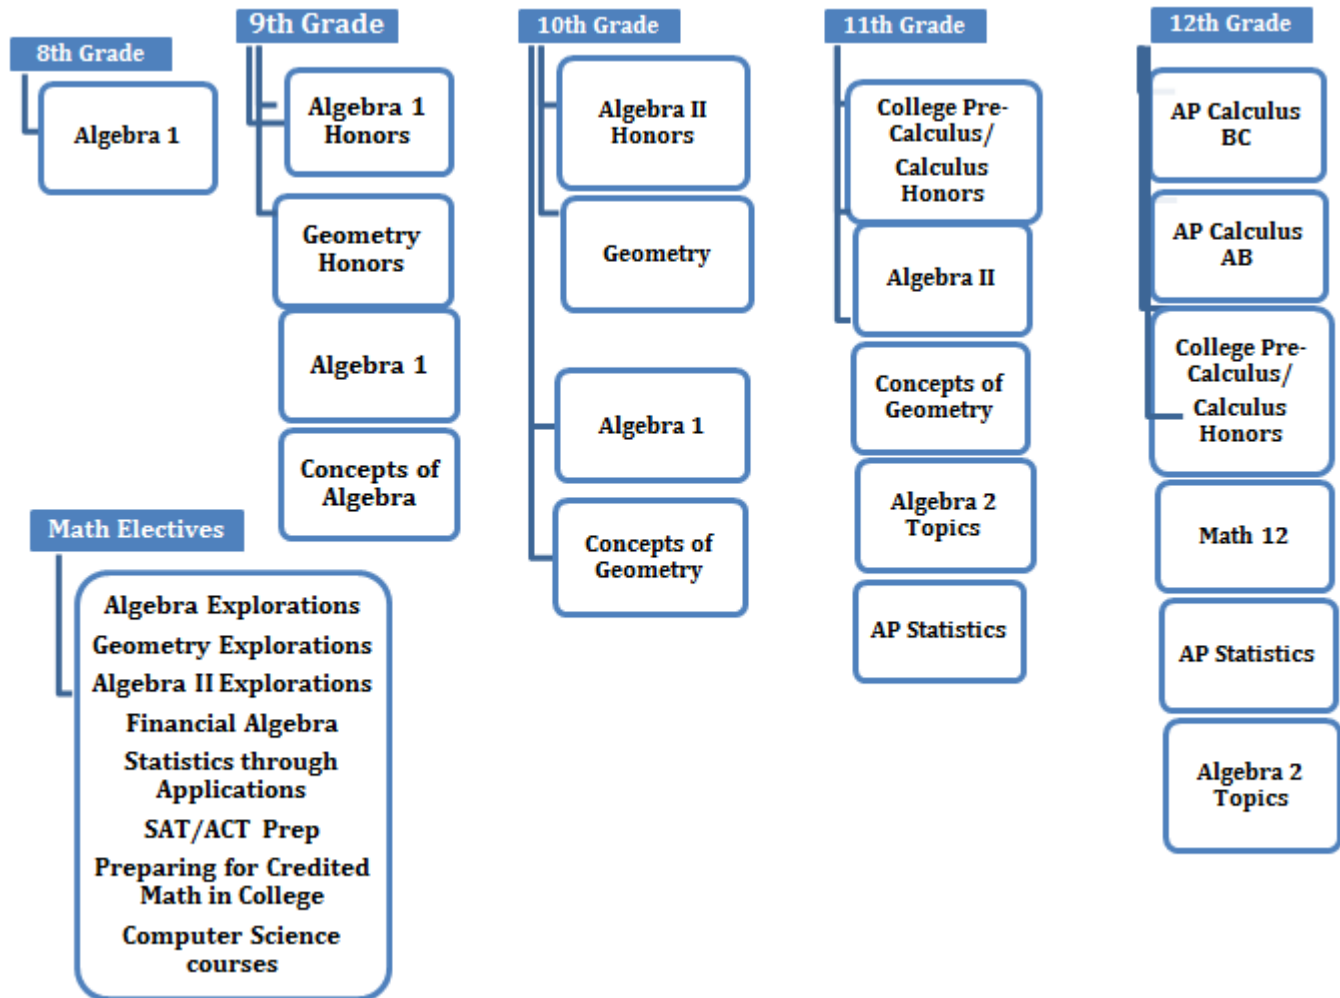 8th Grade
Algebra 1
9th Grade
Algebra 1
Honors
Geometry
Honors
Algebra 1
Concepts of
Algebra
10th Grade
Algebra II
Honors
Geometry
Algebra 1
Concepts of
Geometry
11th Grade
College Pre-
Calculus/
Calculus
Honors
Algebra II
Concepts of
Geometry
Algebra 2
Topics
AP Statistics
12th Grade
AP Calculus
BC
AP Calculus
AB
College Pre-
Calculus/
Calculus
Honors
Math 12
AP Statistics
Algebra 2
Topics
Math Electives
Algebra Explorations
Geometry Explorations
Algebra II Explorations
Financial Algebra
Statistics through
Applications
SAT/ACT Prep
Preparing for Credited
Math in College
Computer Science
courses